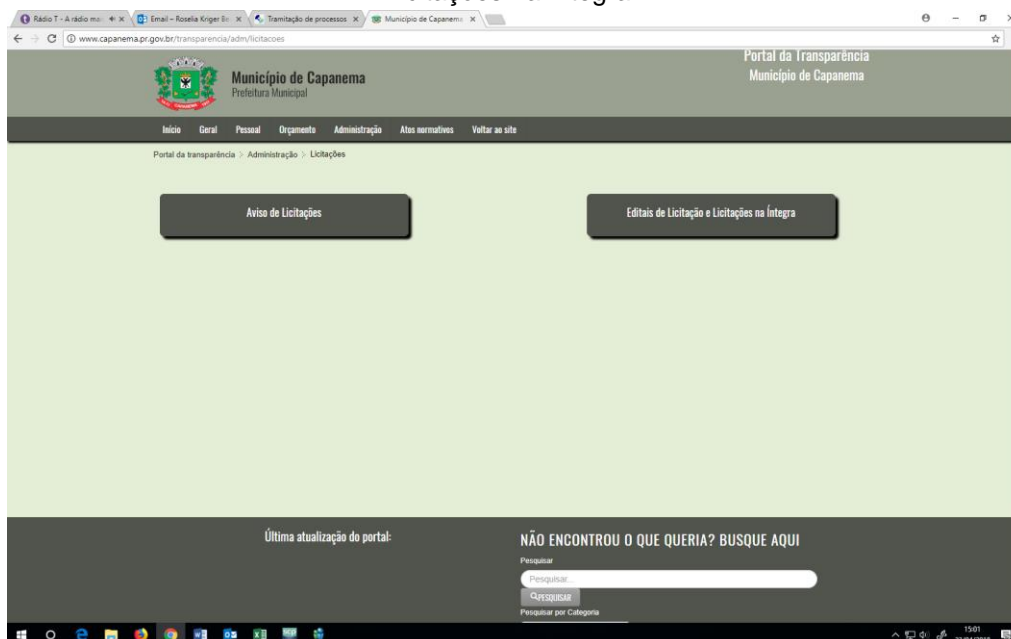 Rádio T - A rádio ma
Email – Roselia Kriger Be
Tramitação de processos
Município de Capanema
www.capanema.pr.gov.br/transparencia/adm/licitacoes
Município de Capanema
Prefeitura Municipal
Portal da Transparência
Município de Capanema
Início Geral Pessoal Orçamento Administração Atos normativos Voltar ao site
Portal da transparência > Administração > Licitações
Aviso de Licitações
Editais de Licitação e Licitações na Íntegra
Última atualização do portal:
NÃO ENCONTROU O QUE QUERIA? BUSQUE AQUI
Pesquisar
Pesquisar...
PESQUISAR
Pesquisar por Categoria
15:01